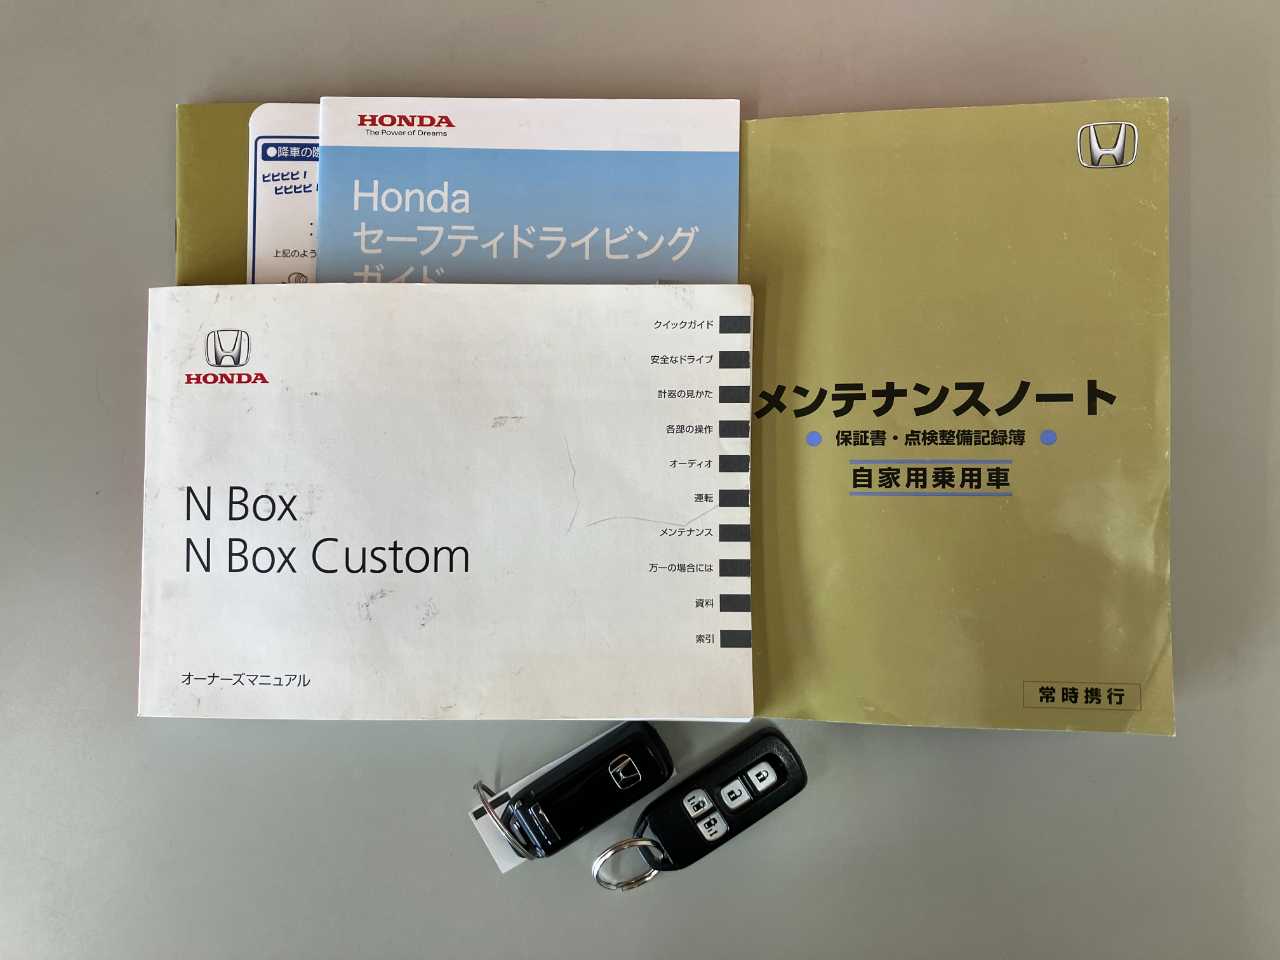 ●降車の際
ピピピピ!
ピピピピ!
上記のよう
HONDA
The Power of Dreams
Honda
セーフティドライビング
ガイド
HONDA
N Box
N Box Custom
オーナーズマニュアル
クイックガイド
安全なドライブ
計器の見かた
各部の操作
オーディオ
運転
メンテナンス
万一の場合には
資料
索引
メンテナンスノート
● 保証書・点検整備記録簿 ●
自家用乗用車
常時携行